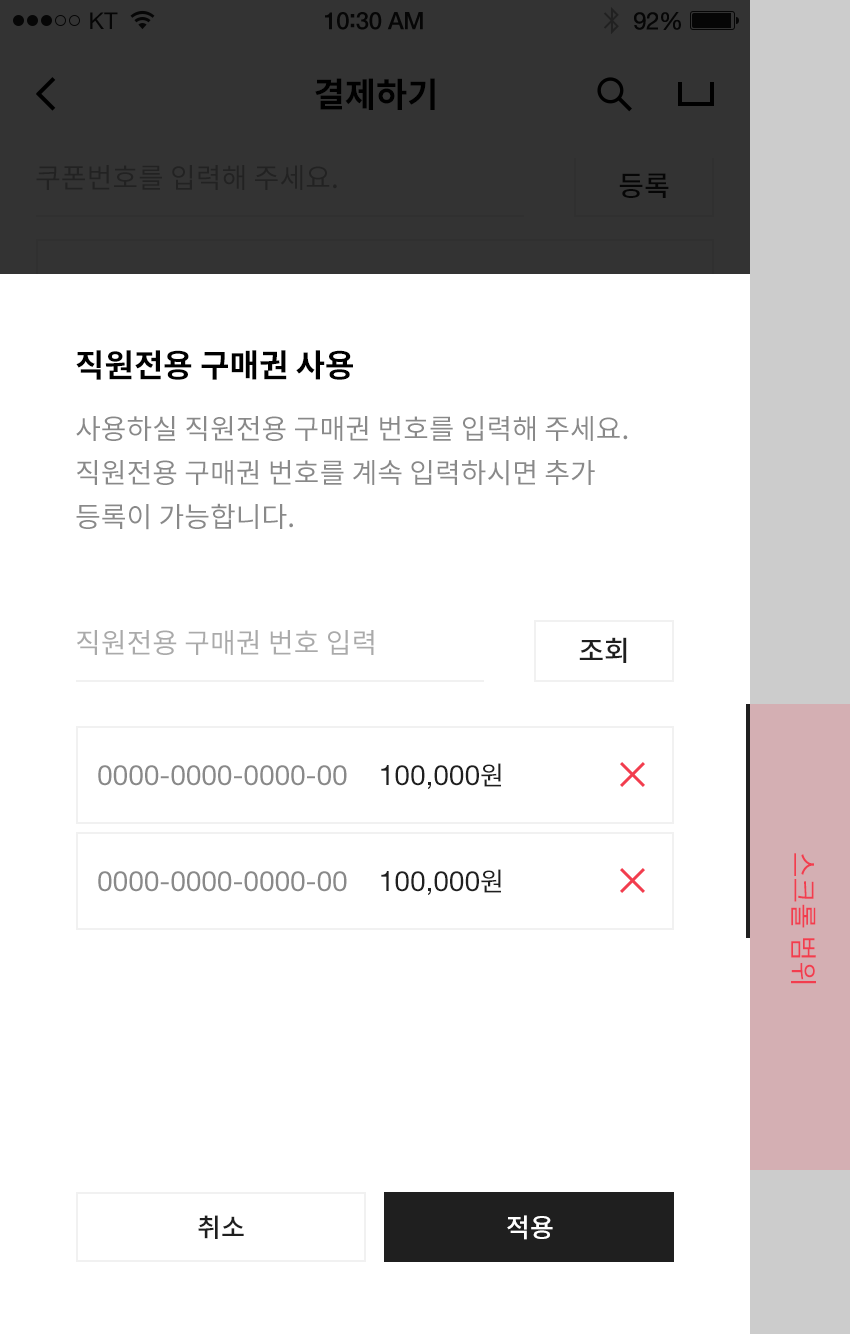 KT 10:30 AM 92%
결제하기
쿠폰번호를 입력해 주세요. 등록
직원전용 구매권 사용
사용하실 직원전용 구매권 번호를 입력해 주세요.
직원전용 구매권 번호를 계속 입력하시면 추가
등록이 가능합니다.
직원전용 구매권 번호 입력 조회
0000-0000-0000-00 100,000원
0000-0000-0000-00 100,000원
스크롤 범위
취소 적용